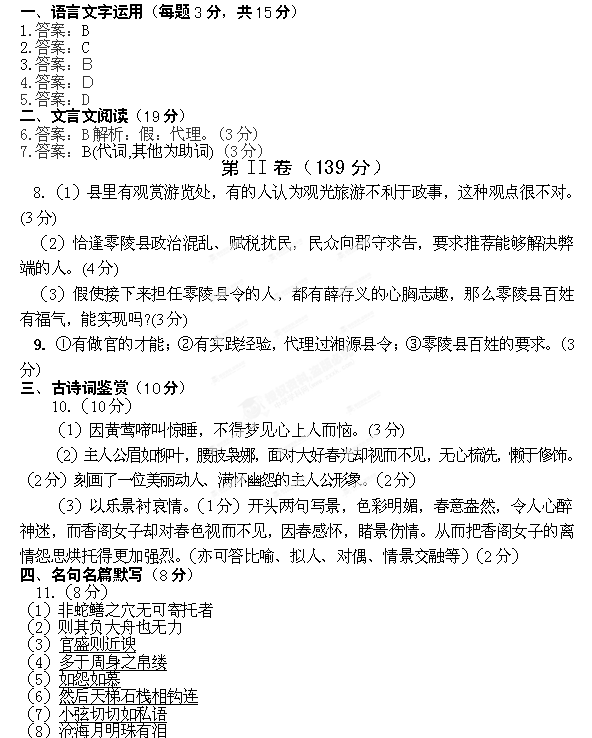 一、语言文字运用（每题3分，共15分）
1.答案：B
2.答案：C
3.答案：B
4.答案：D
5.答案：D
二、文言文阅读（19分）
6.答案：B解析：假：代理。（3分）
7.答案：B(代词,其他为助词)（3分）
第II卷（139分）
8.（1）县里有观赏游览处，有的人认为观光旅游不利于政事，这种观点很不对。
(3分)
（2）恰逢零陵县政治混乱、赋税扰民，民众向郡守求告，要求推荐能够解决弊
端的人。(4分)
（3）假使接下来担任零陵县令的人，都有薛存义的心胸志趣，那么零陵县百姓
有福气，能实现吗?(3分)
9.①有做官的才能；②有实践经验，代理过湘源县令；③零陵县百姓的要求。（3
分）
三、古诗词鉴赏（10分）
10.（10分）
（1）因黄莺啼叫惊睡，不得梦见心上人而恼。(3分)
（2）主人公眉如柳叶，腰肢袅娜，面对大好春光却视而不见，无心梳洗，懒于修饰。
（2分）刻画了一位美丽动人、满怀幽怨的主人公形象。（2分）
（3）以乐景衬哀情。（1分）开头两句写景，色彩明媚，春意盎然，令人心醉
神迷，而香阁女子却对春色视而不见，因春感怀，睹景伤情。从而把香阁女子的离
情怨思烘托得更加强烈。（亦可答比喻、拟人、对偶、情景交融等）（2分）
四、名句名篇默写（8分）
11.（8分）
（1）非蛇鳝之穴无可寄托者
（2）则其负大舟也无力
（3）官盛则近谀
（4）多于周身之帛缕
（5）如怨如慕
（6）然后天梯石栈相钩连
（7）小弦切切如私语
（8）沧海月明珠有泪